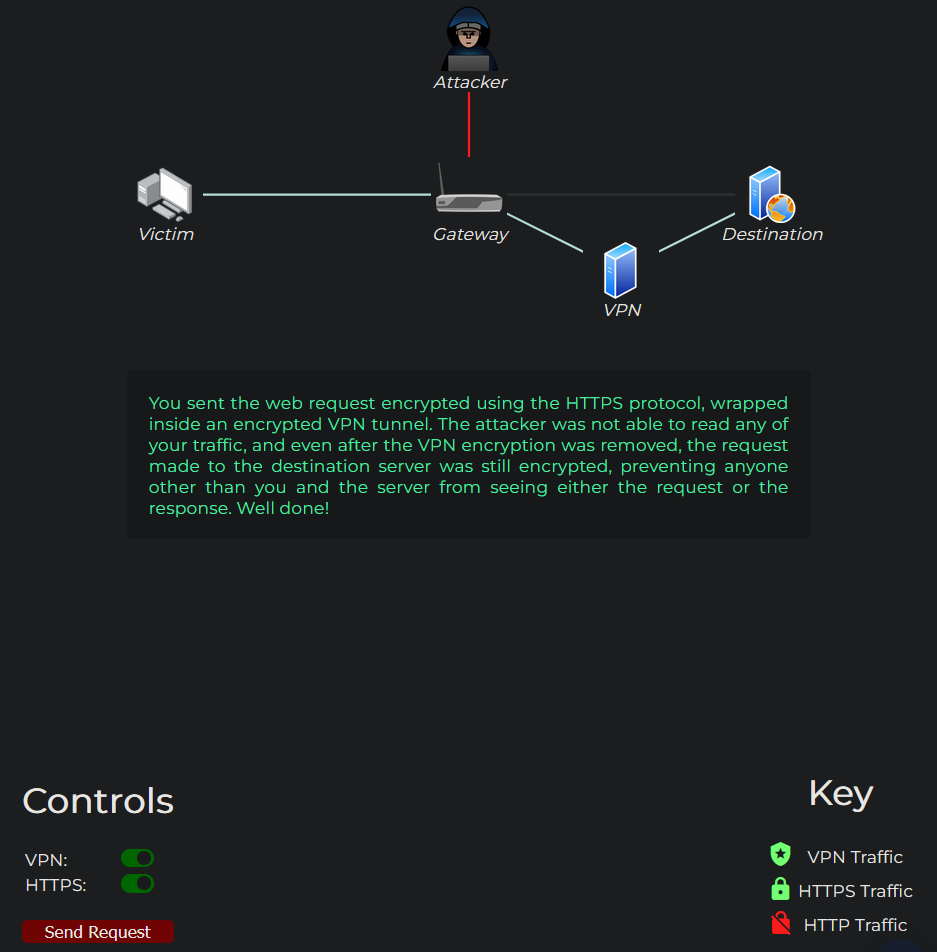 Attacker
Victim
Gateway
Destination
VPN
You sent the web request encrypted using the HTTPS protocol, wrapped
inside an encrypted VPN tunnel. The attacker was not able to read any of
your traffic, and even after the VPN encryption was removed, the request
made to the destination server was still encrypted, preventing anyone
other than you and the server from seeing either the request or the
response. Well done!
Controls
VPN:
HTTPS:
Send Request
Key
VPN Traffic
HTTPS Traffic
HTTP Traffic